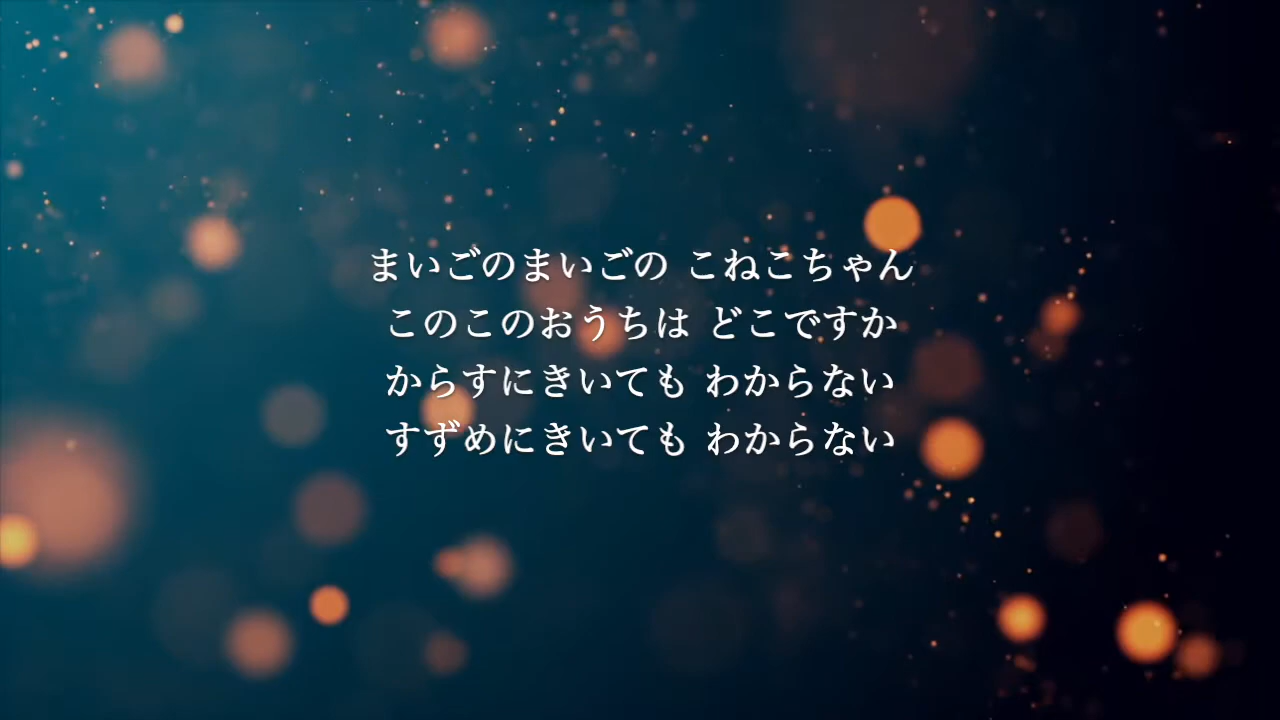 まいごのまいごの こねこちゃん
このこのおうちは どこですか
からすにきいても わからない
すずめにきいても わからない